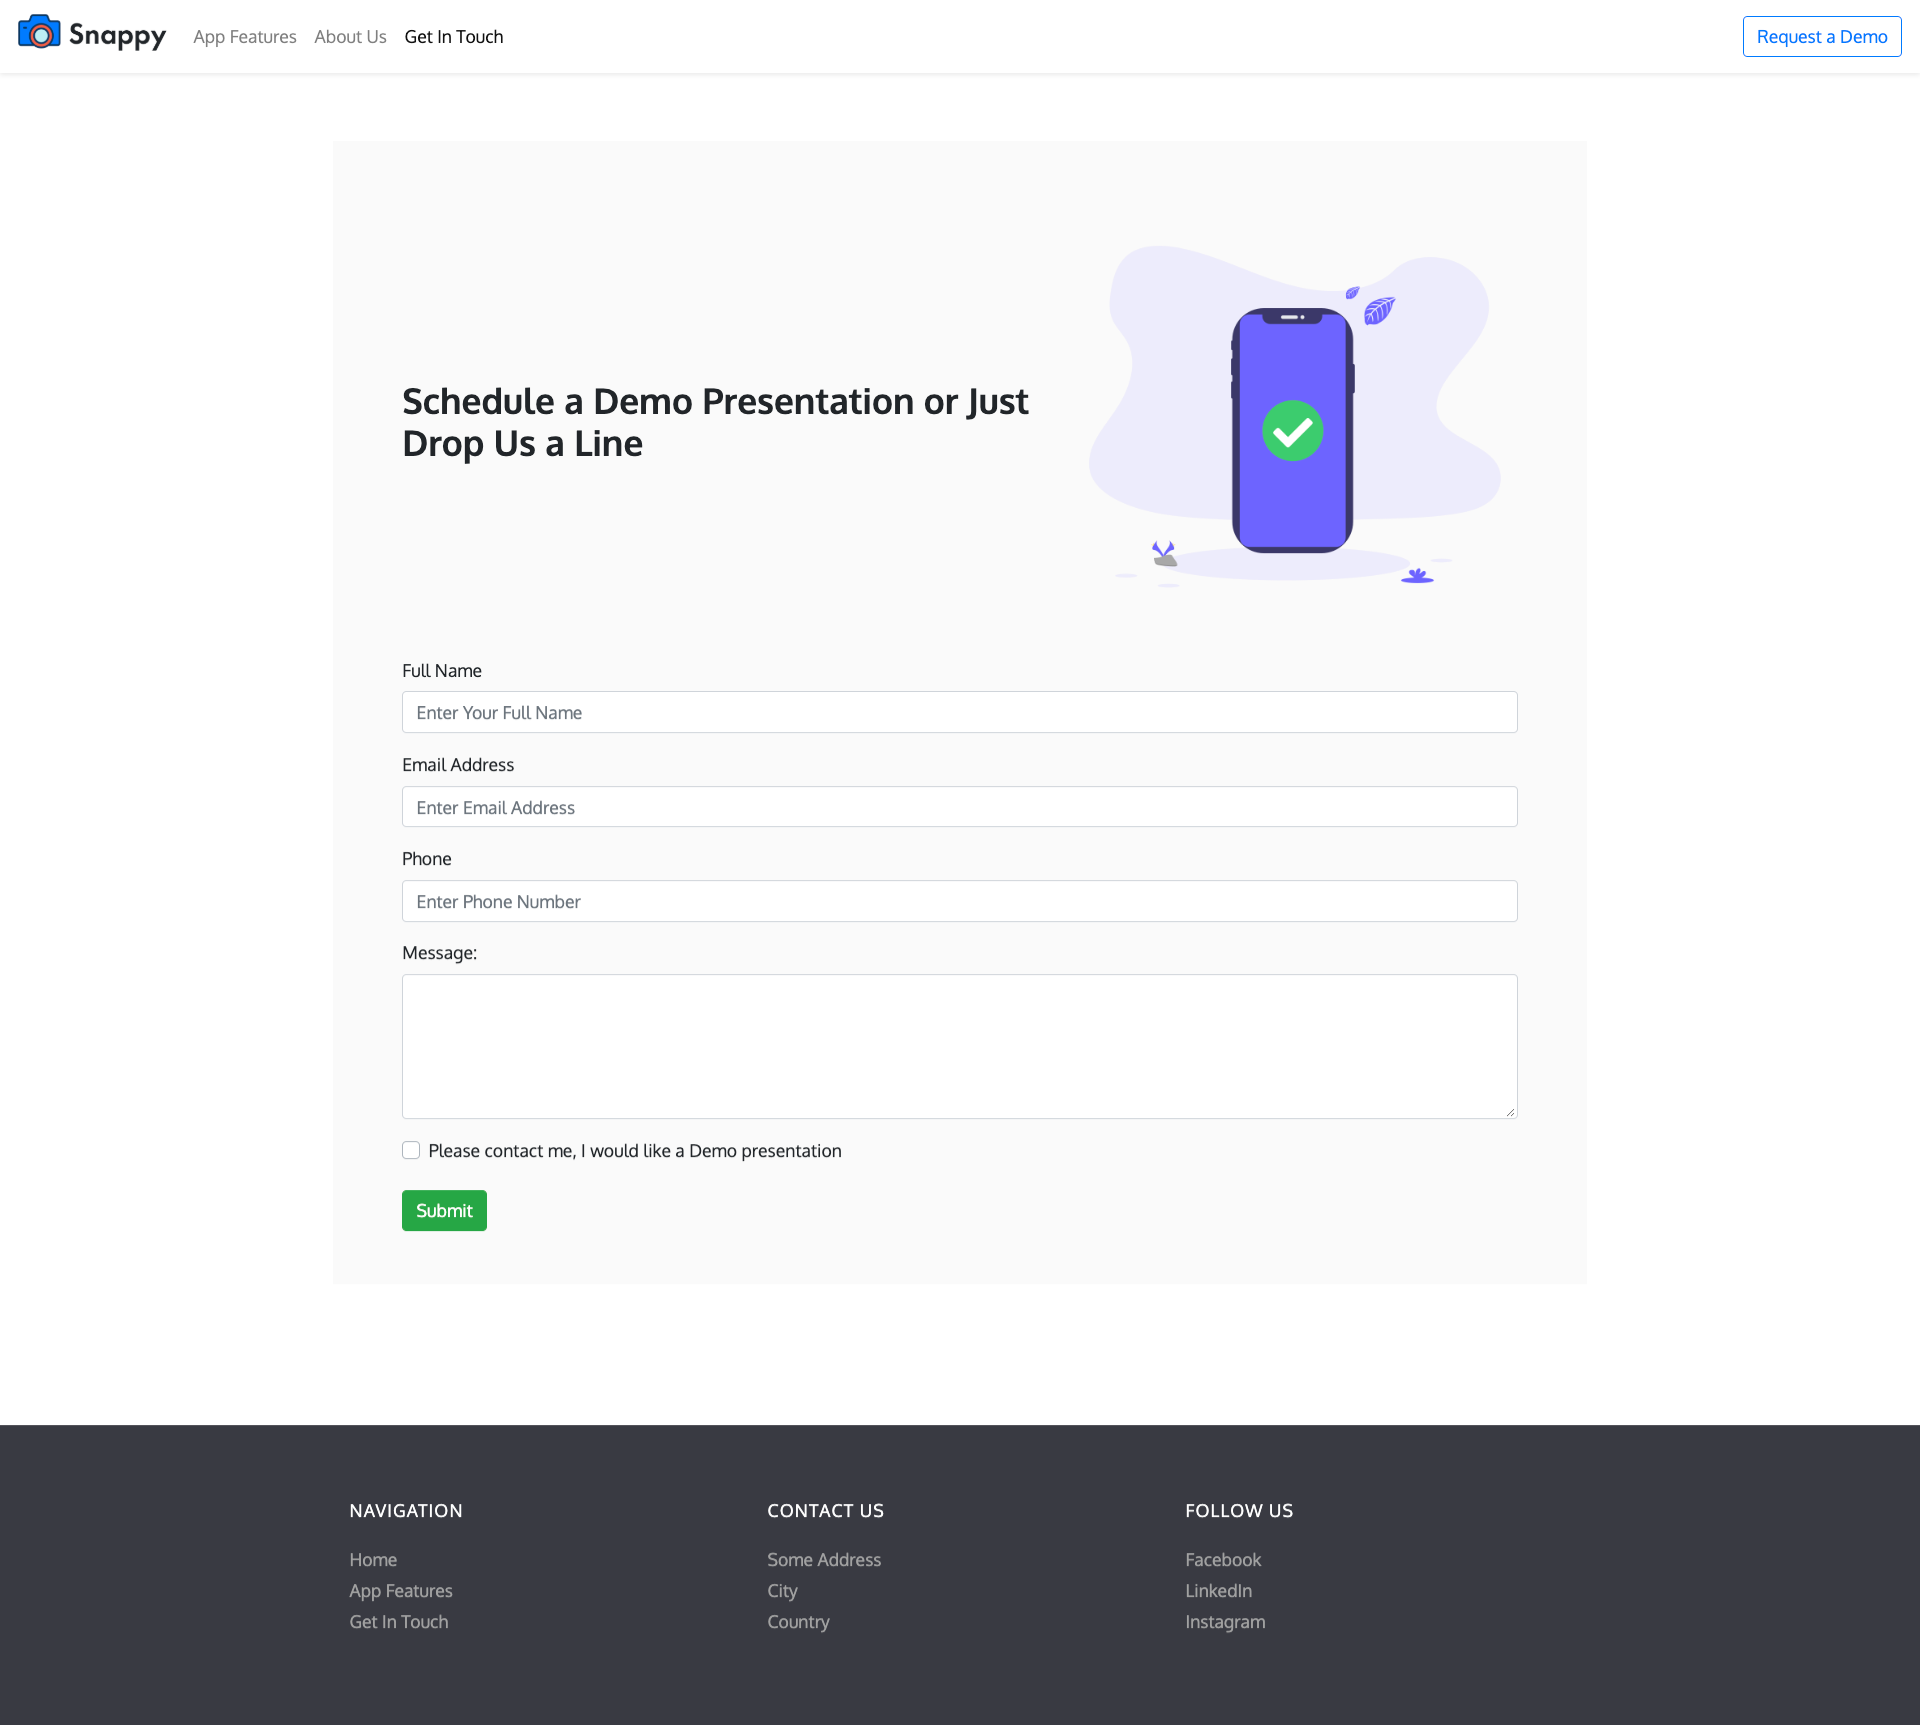 Snappy
App Features
About Us
Get In Touch
Request a Demo
Schedule a Demo Presentation or Just
Drop Us a Line
Full Name
Enter Your Full Name
Email Address
Enter Email Address
Phone
Enter Phone Number
Message:
Please contact me, I would like a Demo presentation
Submit
NAVIGATION
Home
App Features
Get In Touch
CONTACT US
Some Address
City
Country
FOLLOW US
Facebook
LinkedIn
Instagram